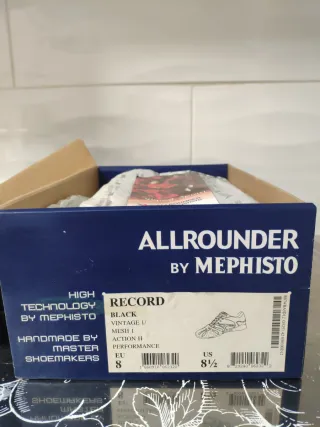 ALLROUNDER
BY MEPHISTO
HIGH
TECHNOLOGY
BY MEPHISTO
HANDMADE BY
MASTER
SHOEMAKERS
RECORD
BLACK
VINTAGE U
MESH 1
ACTION II
PERFORMANCE
EU
8
US
8½